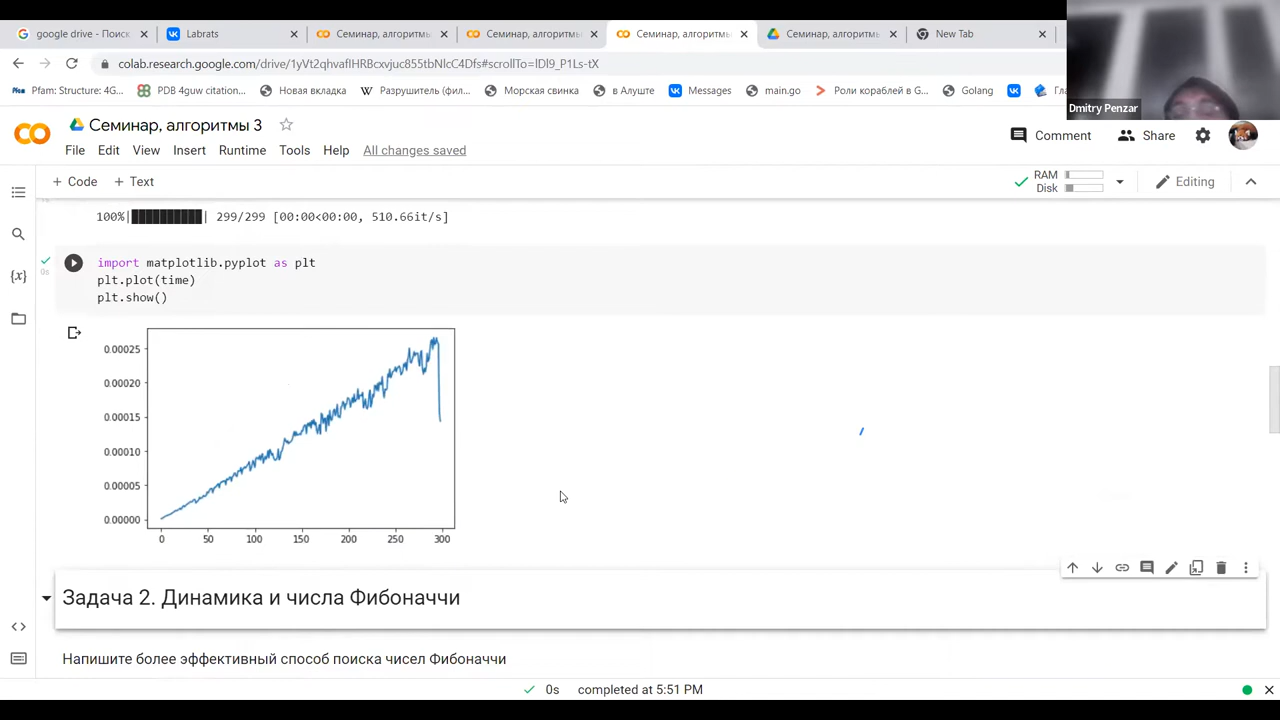 google drive - Поиск
Labrats
Семинар, алгоритмы
Семинар, алгоритмы
Семинар, алгоритмы
Семинар, алгоритмы
New Tab
colab.research.google.com/drive/
Pfam: Structure: 4G...
PDB 4guw citation...
Новая вкладка
Разрушитель (фил...
Морская свинка
в Алуште
Messages
main.go
Роли кораблей в G...
Golang
Dmitry Penzar
Семинар, алгоритмы 3
Comment
Share
File Edit View Insert Runtime Tools Help All changes saved
+ Code + Text
RAM
Disk
Editing
100%| 299/299 [00:00<00:00, 510.66it/s]
import matplotlib.pyplot as plt
0s
plt.plot(time)
plt.show()
0.00025
0.00020
0.00015
0.00010
0.00005
0.00000
0 50 100 150 200 250 300
Задача 2. Динамика и числа Фибоначчи
Напишите более эффективный способ поиска чисел Фибоначчи
0s completed at 5:51 PM